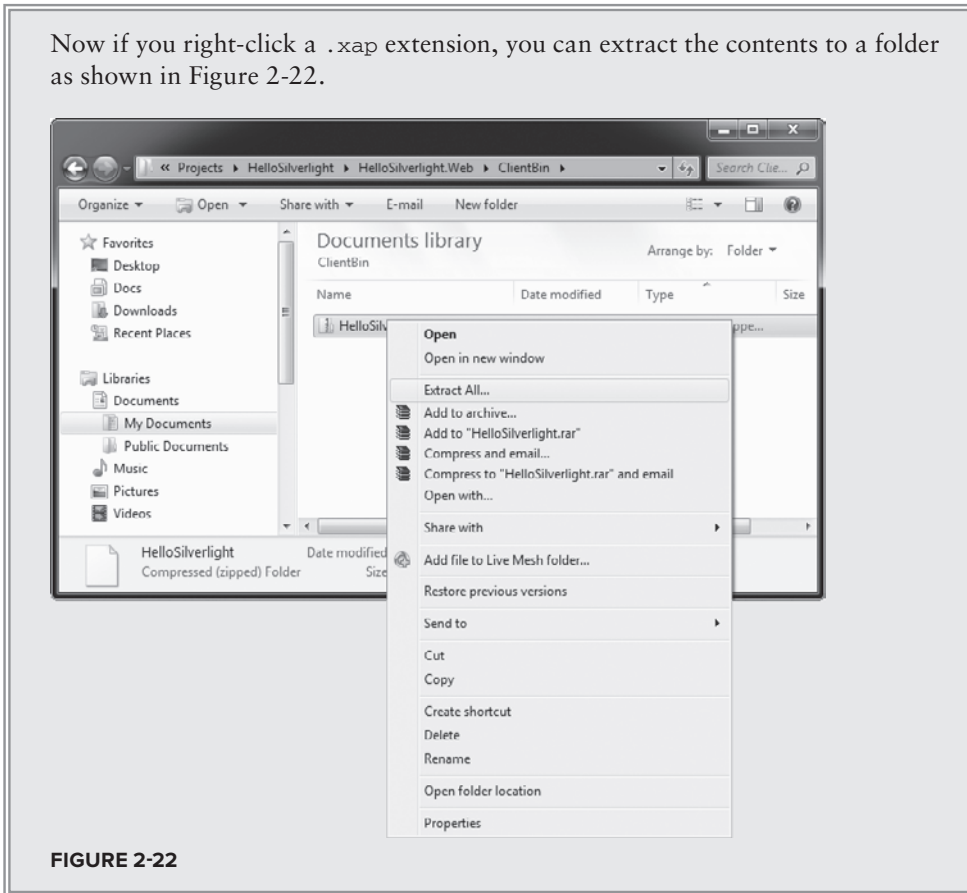 Now if you right-click a .xap extension, you can extract the contents to a folder
as shown in Figure 2-22.
« Projects HelloSilverlight HelloSilverlight.Web ClientBin
Search Clie...
Organize Open Share with E-mail New folder
Favorites
Desktop
Docs
Downloads
Recent Places
Libraries
Documents
My Documents
Public Documents
Music
Pictures
Videos
Documents library
ClientBin
Arrange by: Folder
Name Date modified Type Size
HelloSilv
ppe...
Open
Open in new window
Extract All...
Add to archive...
Add to "HelloSilverlight.rar"
Compress and email...
Compress to "HelloSilverlight.rar" and email
Open with...
Share with
Add file to Live Mesh folder...
Restore previous versions
Send to
Cut
Copy
Create shortcut
Delete
Rename
Open folder location
Properties
HelloSilverlight Date modified
Compressed (zipped) Folder Size
FIGURE 2-22